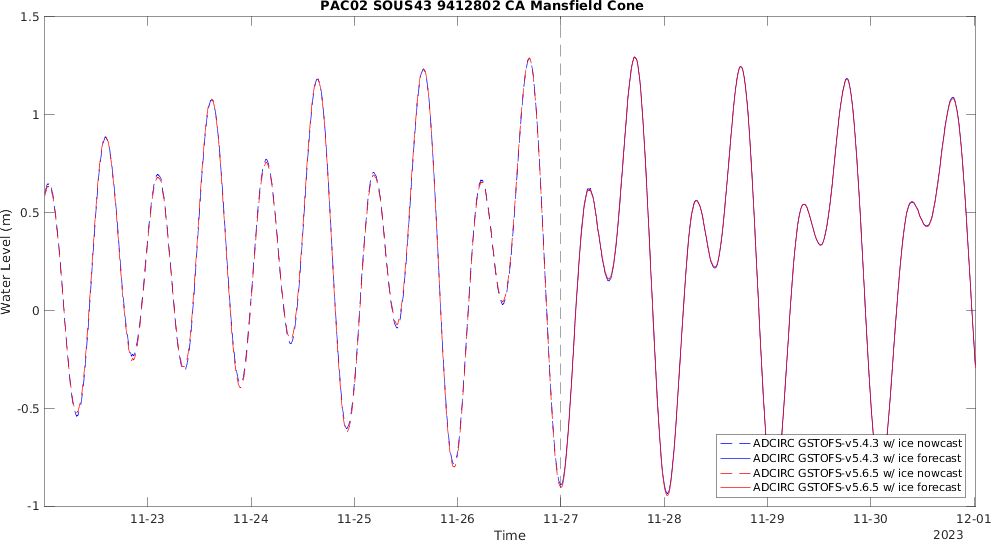 PAC02 SOUS43 9412802 CA Mansfield Cone
1.5
1
0.5
0
-0.5
-1
Water Level (m)
ADCIRC GSTOFS-v5.4.3 w/ ice nowcast
ADCIRC GSTOFS-v5.4.3 w/ ice forecast
ADCIRC GSTOFS-v5.6.5 w/ ice nowcast
ADCIRC GSTOFS-v5.6.5 w/ ice forecast
11-23 11-24 11-25 11-26 11-27 11-28 11-29 11-30 12-01
Time
2023